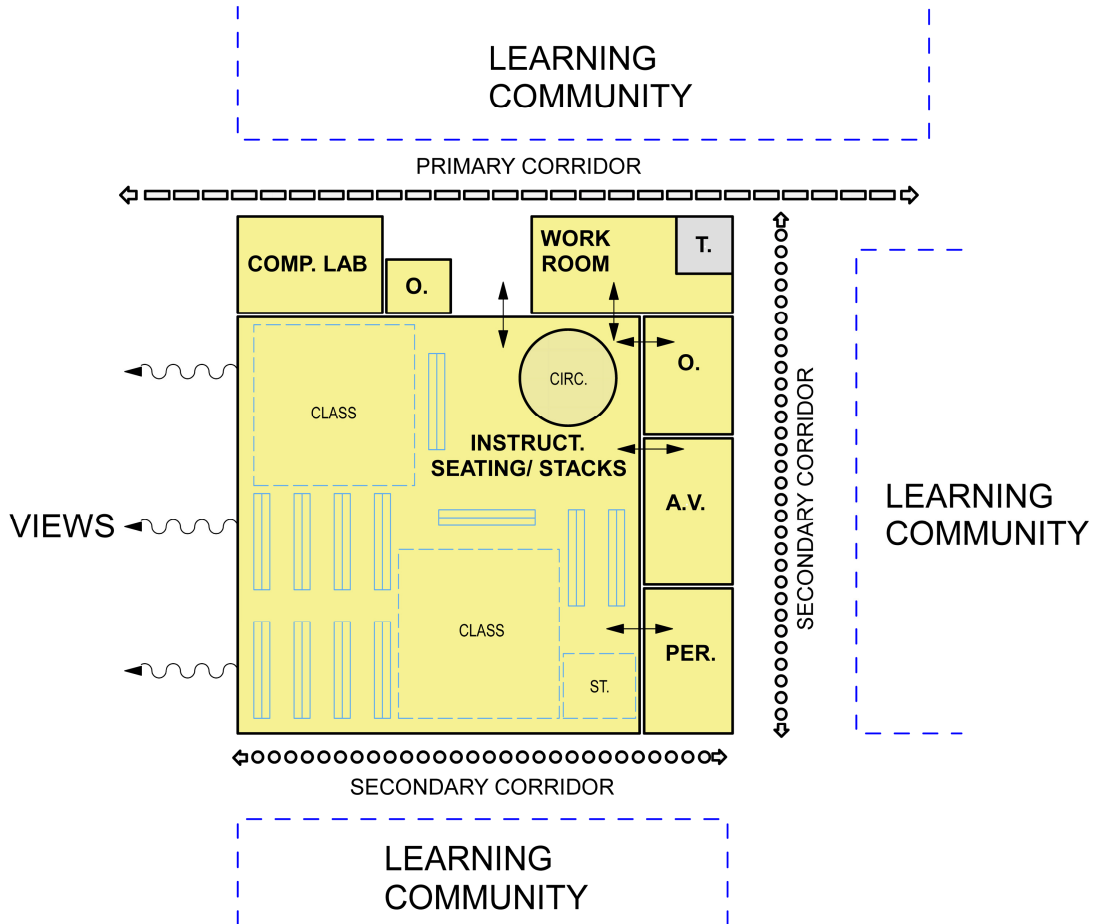 LEARNING
COMMUNITY
PRIMARY CORRIDOR
COMP. LAB
O.
WORK
ROOM
T.
CLASS
CIRC.
O.
INSTRUCT.
SEATING/ STACKS
A.V.
SECONDARY CORRIDOR
LEARNING
COMMUNITY
VIEWS
CLASS
PER.
ST.
SECONDARY CORRIDOR
LEARNING
COMMUNITY